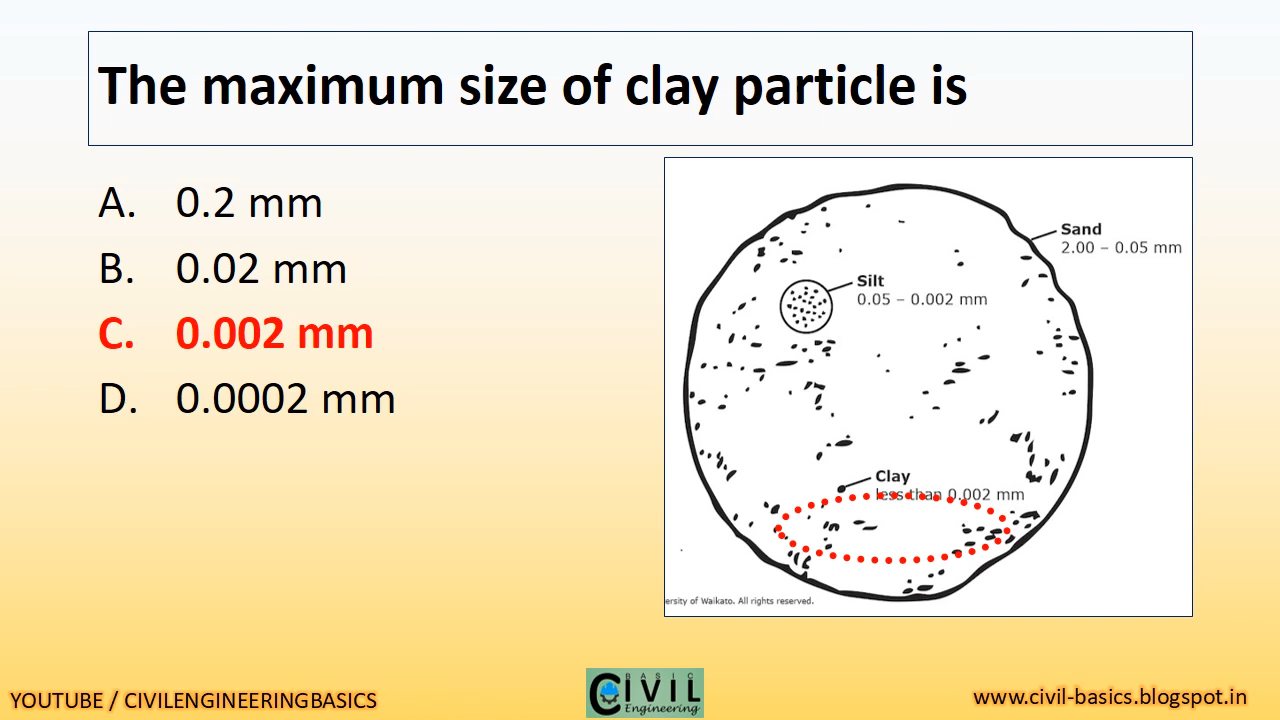 The maximum size of clay particle is
A. 0.2 mm
B. 0.02 mm
C. 0.002 mm
D. 0.0002 mm
Sand
2.00 – 0.05 mm
Silt
0.05 – 0.002 mm
Clay
less than 0.002 mm
ersity of Waikato. All rights reserved.
YOUTUBE / CIVILENGINEERINGBASICS
BASIC
CIVIL
Engineering
www.civil-basics.blogspot.in